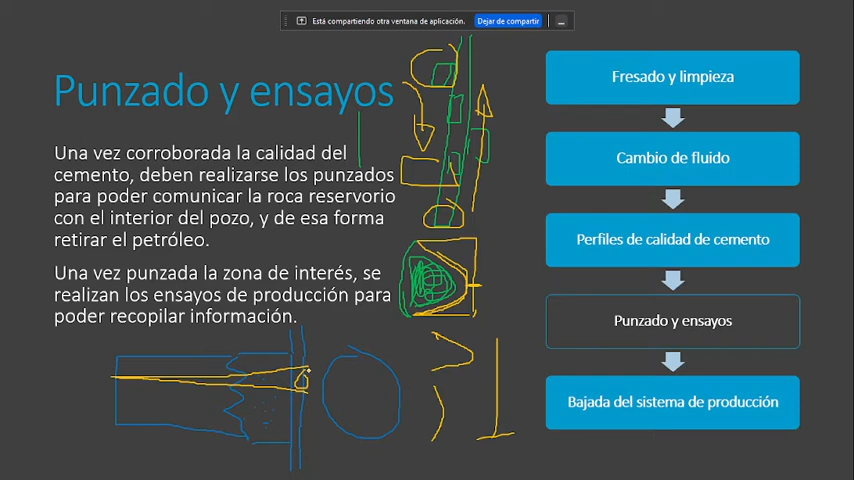 Está compartiendo otra ventana de aplicación. Dejar de compartir
Punzado y ensayos
Una vez corroborada la calidad del
cemento, deben realizarse los punzados
para poder comunicar la roca reservorio
con el interior del pozo, y de esa forma
retirar el petróleo.
Una vez punzada la zona de interés, se
realizan los ensayos de producción para
poder recopilar información.
Fresado y limpieza
Cambio de fluido
Perfiles de calidad de cemento
Punzado y ensayos
Bajada del sistema de producción